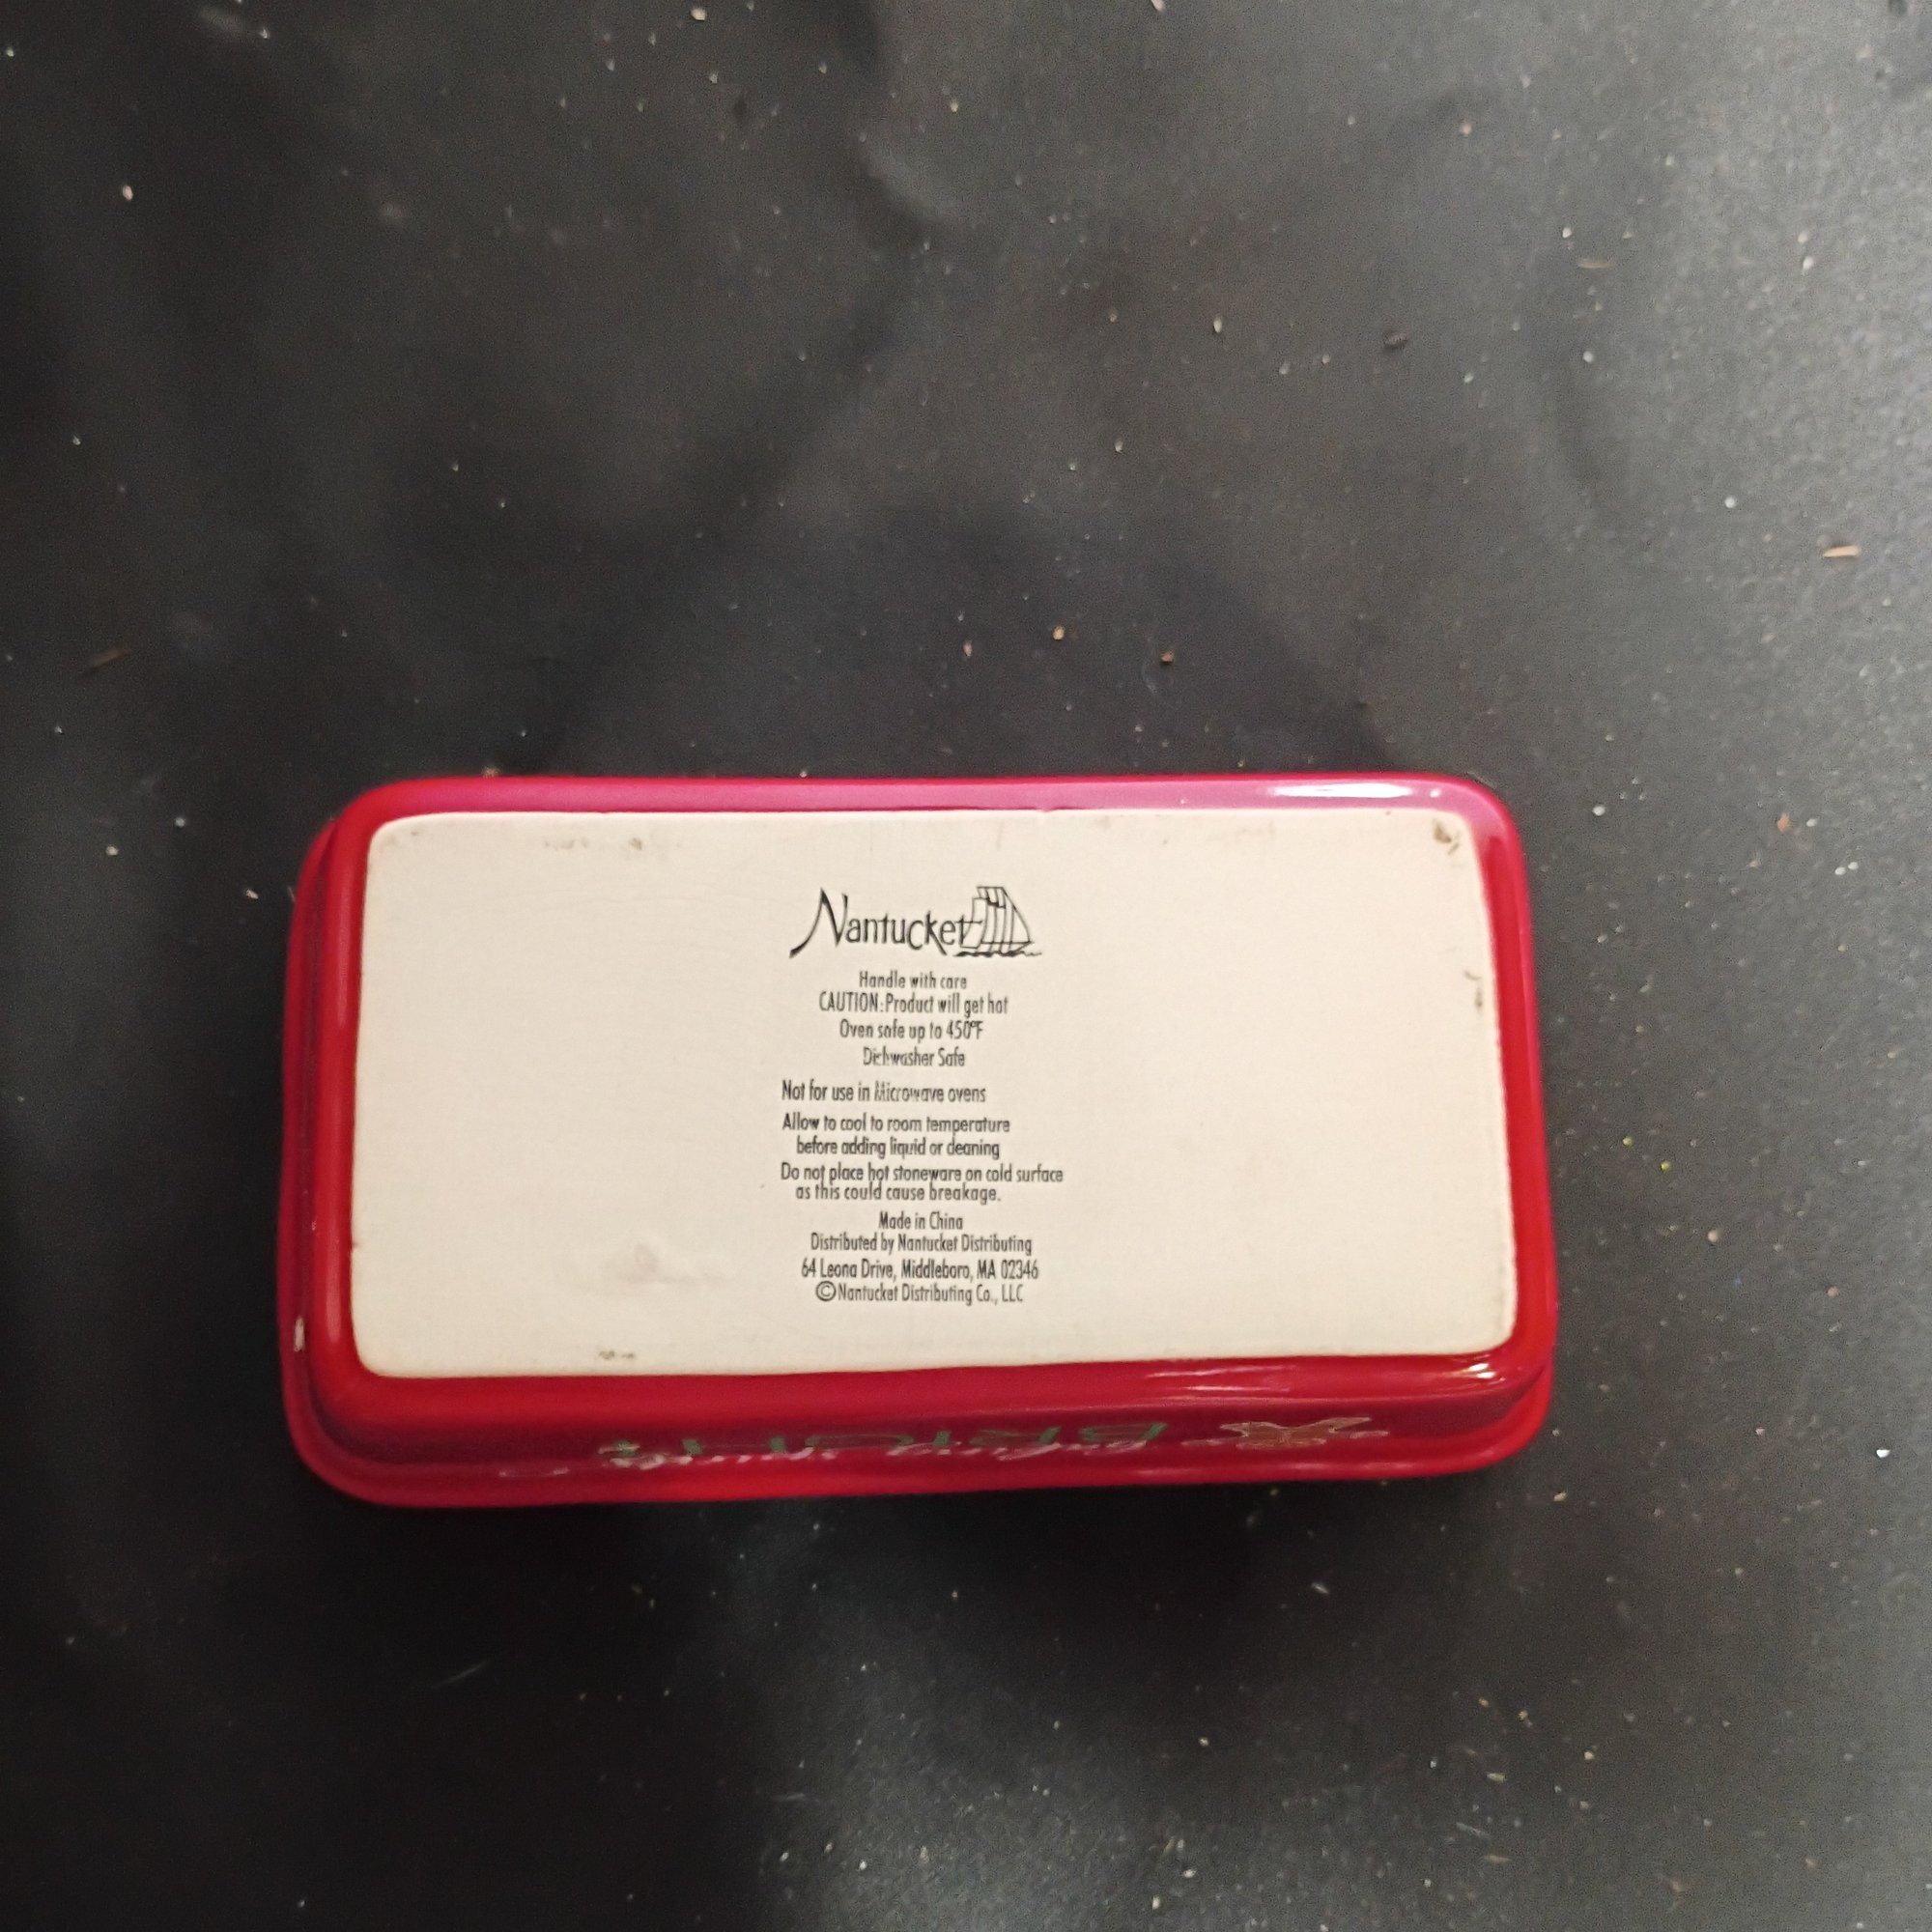 Nantucket
Handle with care
CAUTION: Product will get hot
Oven safe up to 450°F
Dishwasher Safe
Not for use in Microwave ovens
Allow to cool to room temperature
before adding liquid or cleaning
Do not place hot stoneware on cold surface
as this could cause breakage.
Made in China
Distributed by Nantucket Distributing
64 Leona Drive, Middleboro, MA 02346
©Nantucket Distributing Co., LLC